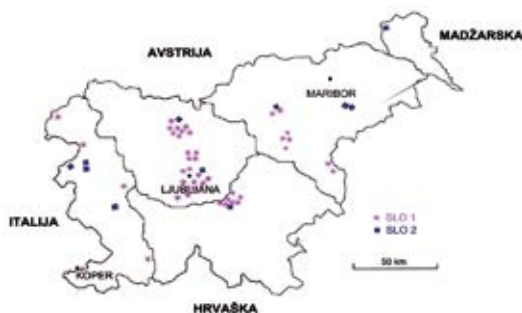 MADŽARSKA
AVSTRIJA
MARIBOR
LJUBLJANA
ITALIJA
SLO 1
SLO 2
KOPER
50 km
HRVAŠKA